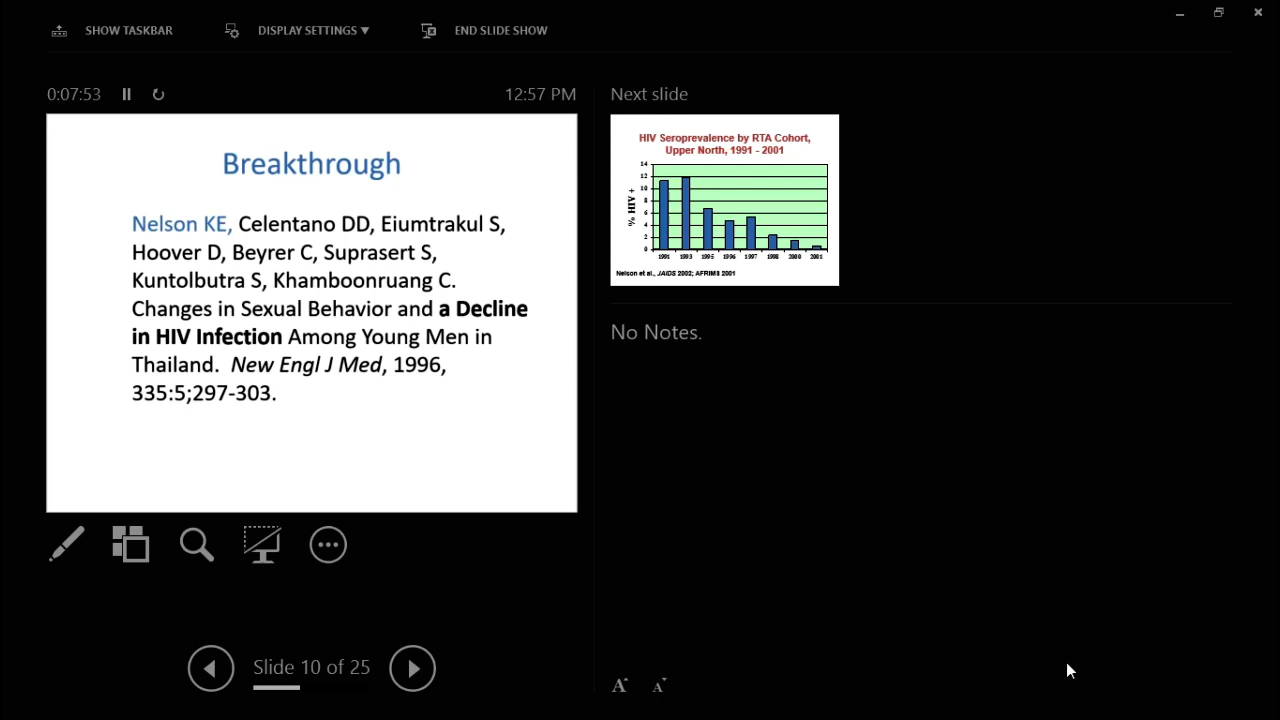 SHOW TASKBAR
DISPLAY SETTINGS ▼
END SLIDE SHOW
0:07:53
12:57 PM
Breakthrough
Nelson KE, Celentano DD, Eiumtrakul S,
Hoover D, Beyrer C, Suprasert S,
Kuntolbutra S, Khamboonruang C.
Changes in Sexual Behavior and a Decline
in HIV Infection Among Young Men in
Thailand. New Engl J Med, 1996,
335:5;297-303.
Slide 10 of 25
Next slide
HIV Seroprevalence by RTA Cohort,
Upper North, 1991 - 2001
% HIV +
14
12
10
8
6
4
2
0
1991 1993 1995 1996 1997 1998 2000 2001
Nelson et al., JAIDS 2002; AFRIMS 2001
No Notes.
A A